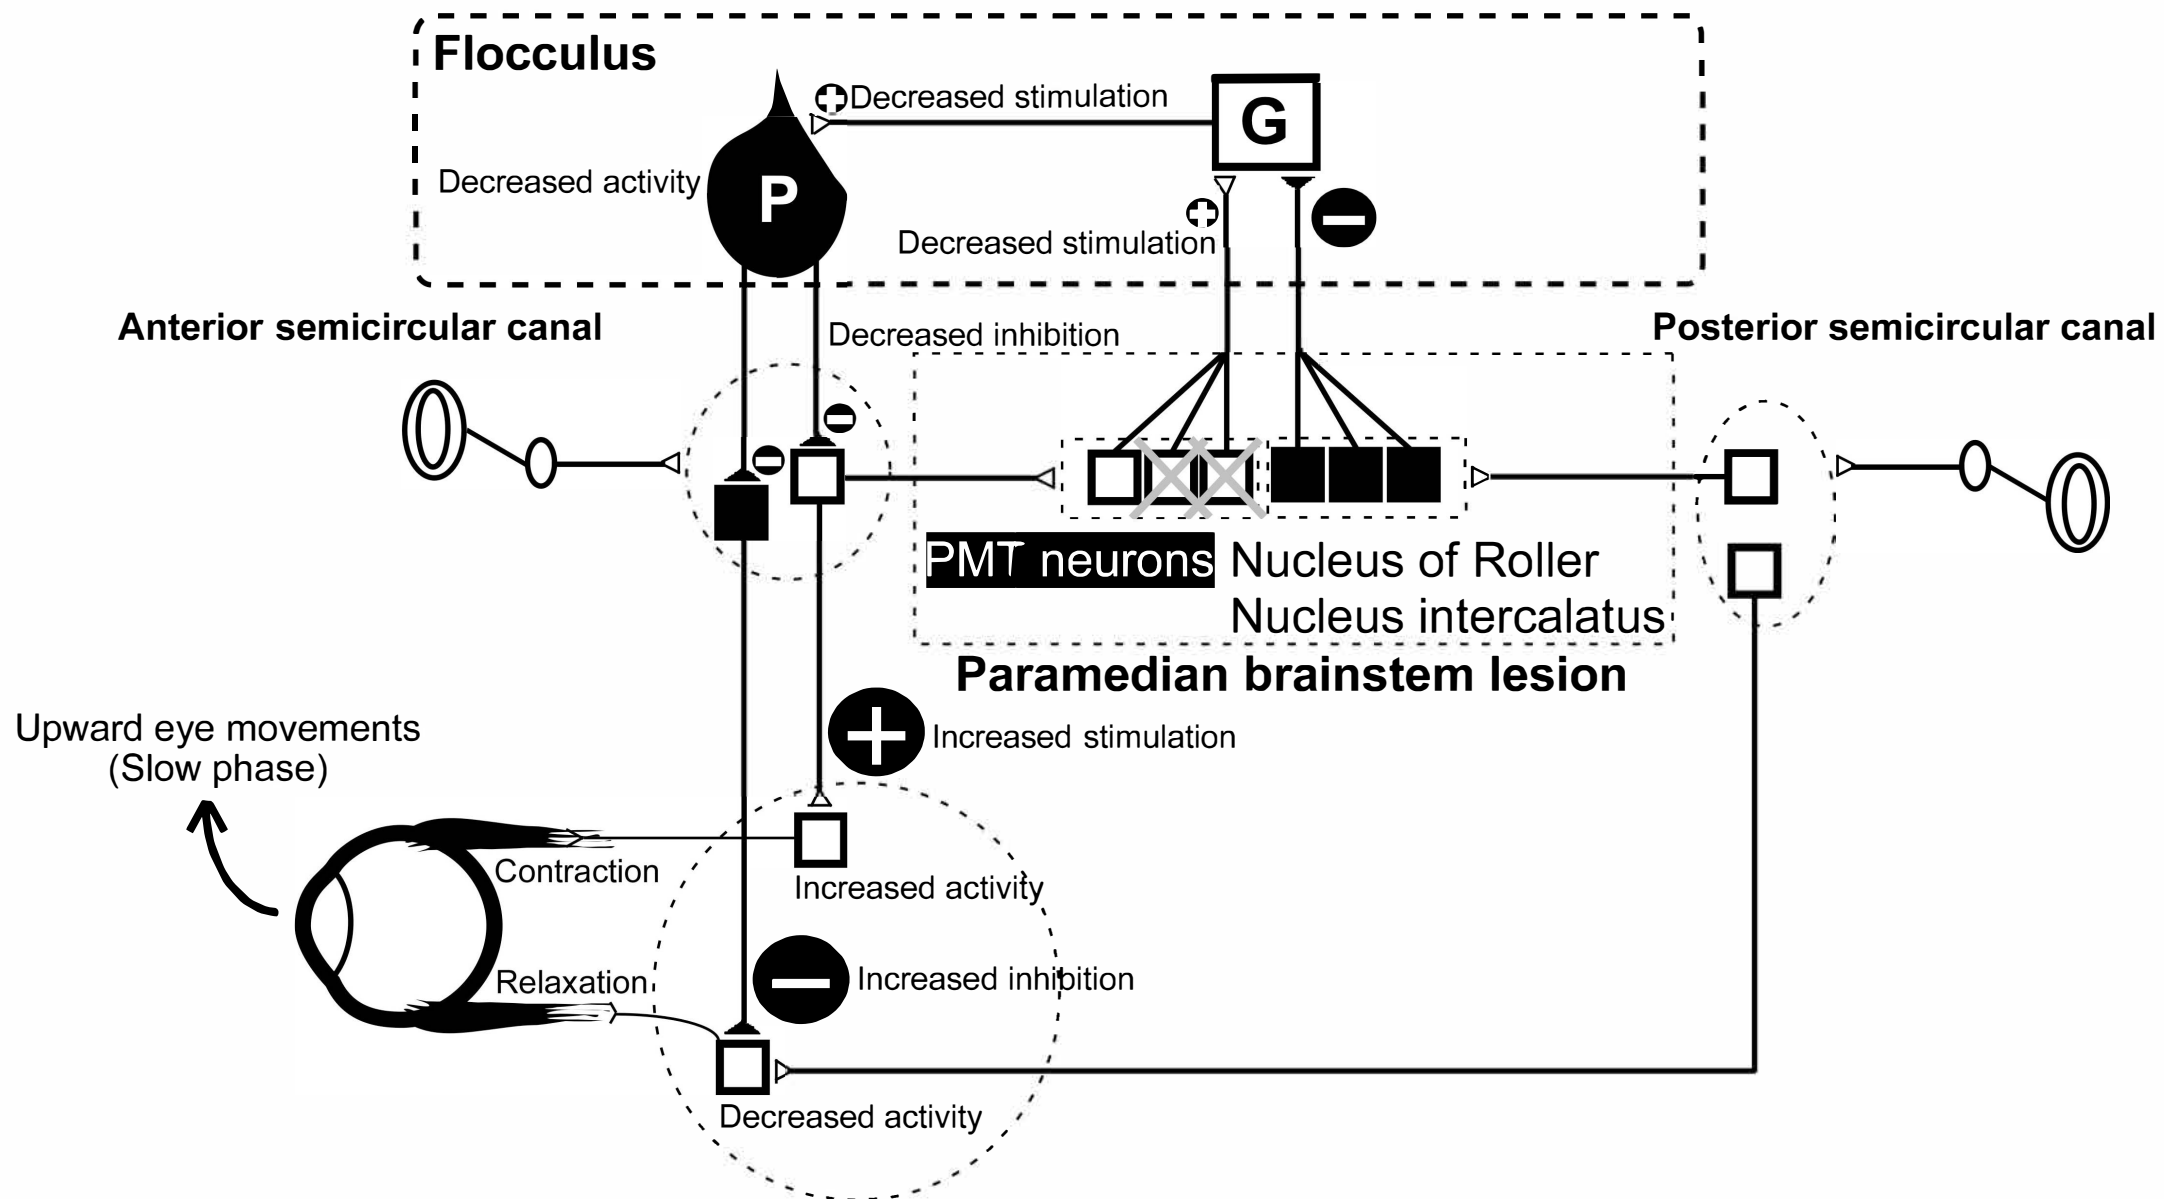 Flocculus
Decreased stimulation
G
Decreased activity
P
Decreased stimulation
Anterior semicircular canal
Decreased inhibition
Posterior semicircular canal
PMT neurons
Nucleus of Roller
Nucleus intercalatus
Paramedian brainstem lesion
Upward eye movements
(Slow phase)
Increased stimulation
Contraction
Increased activity
Relaxation
Increased inhibition
Decreased activity